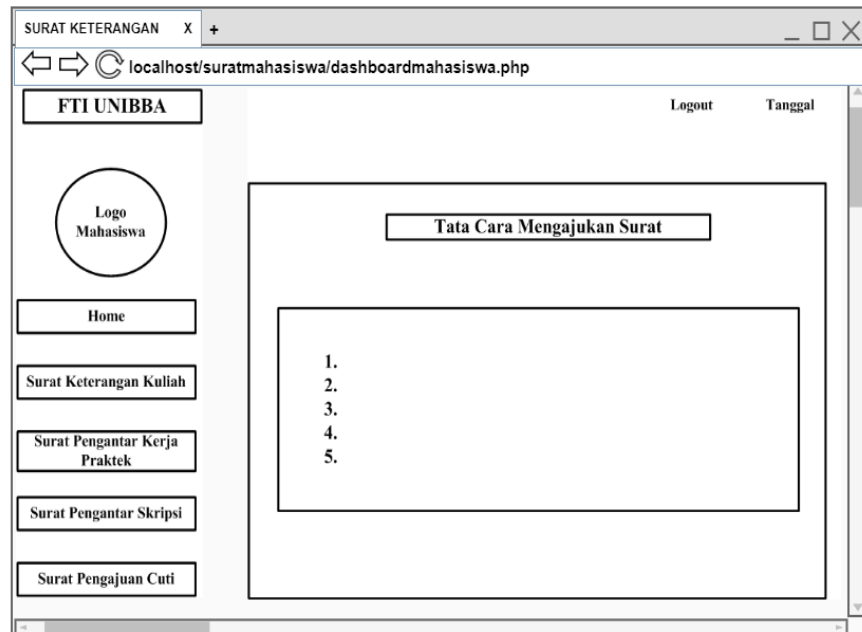 SURAT KETERANGAN X +
localhost/suratmahasiswa/dashboardmahasiswa.php
FTI UNIBBA
Logout Tanggal
Logo
Mahasiswa
Home
Surat Keterangan Kuliah
Surat Pengantar Kerja
Praktek
Surat Pengantar Skripsi
Surat Pengajuan Cuti
Tata Cara Mengajukan Surat
1.
2.
3.
4.
5.